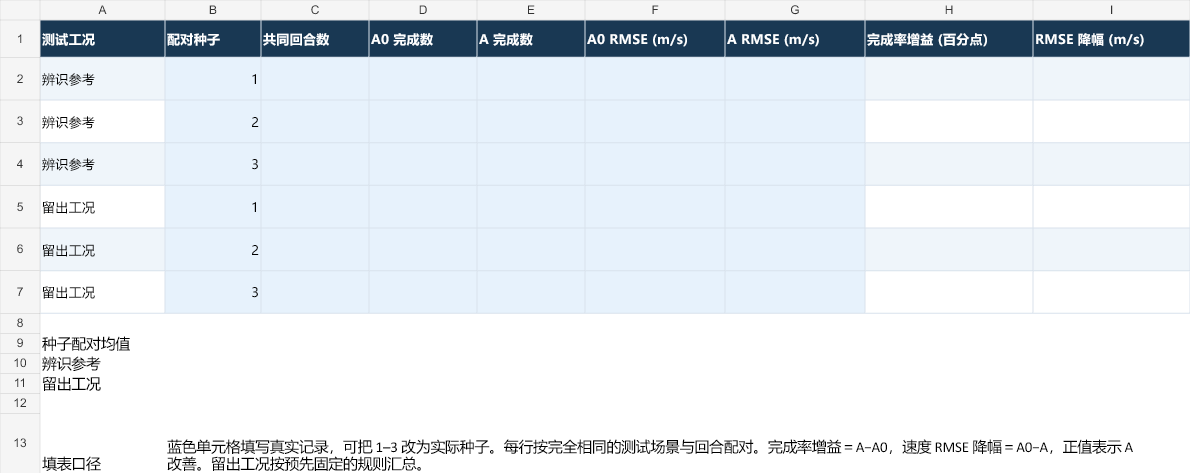 A B C D E F G H I
1 测试工况 配对种子 共同回合数 A0 完成数 A 完成数 A0 RMSE (m/s) A RMSE (m/s) 完成率增益 (百分点) RMSE 降幅 (m/s)
2 辨识参考 1
3 辨识参考 2
4 辨识参考 3
5 留出工况 1
6 留出工况 2
7 留出工况 3
8
9 种子配对均值
10 辨识参考
11 留出工况
12
13 填表口径 蓝色单元格填写真实记录，可把 1–3 改为实际种子。每行按完全相同的测试场景与回合配对。完成率增益＝A−A0，速度 RMSE 降幅＝A0−A，正值表示 A
改善。留出工况按预先固定的规则汇总。